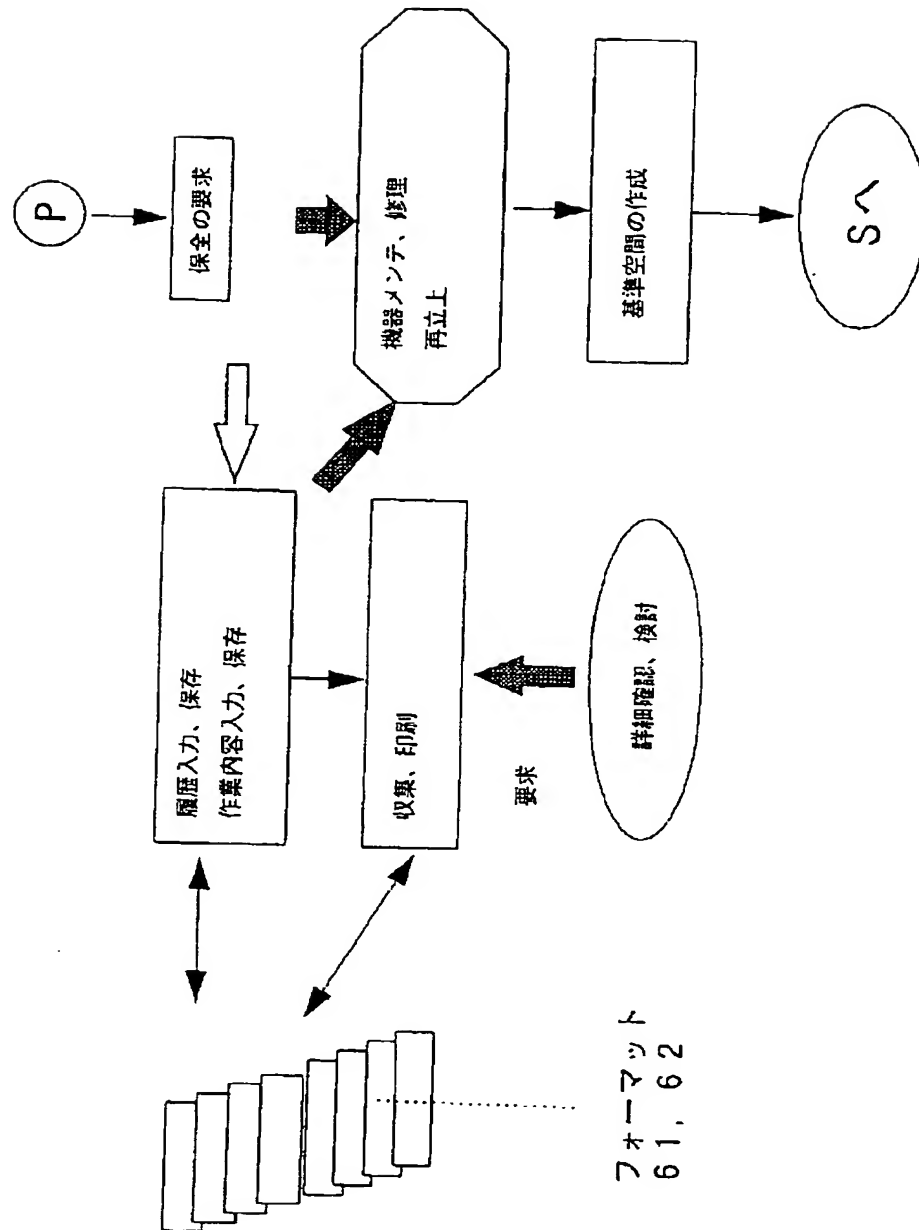 P
保全の要求
機器メンテ、修理
再立上
基準空間の作成
Sへ
履歴入力、保存
作業内容入力、保存
収集、印刷
要求
詳細確認、検討
フォーマット
61, 62